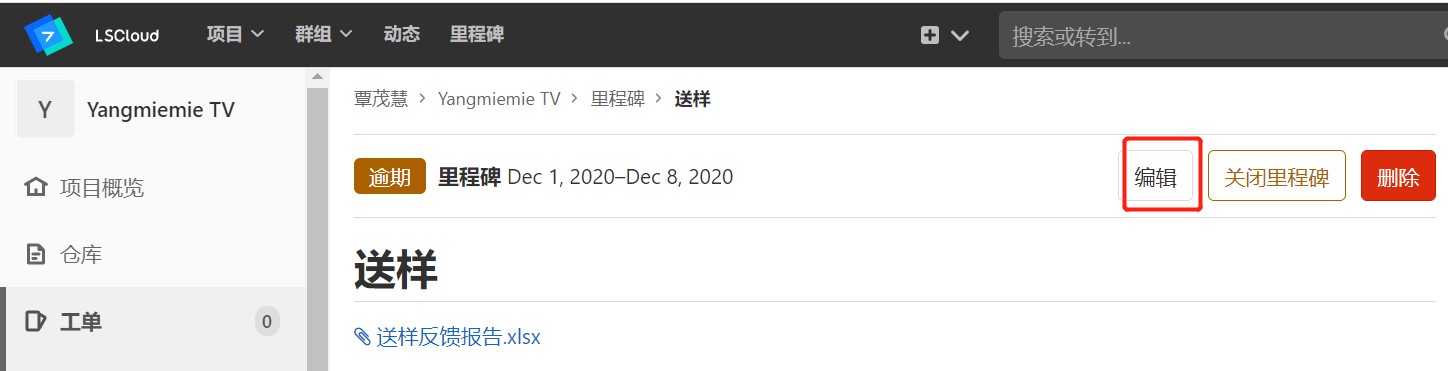 LSCloud 项目 群组 动态 里程碑 搜索或转到...
Y Yangmiemie TV
项目概览
仓库
工单 0
覃茂慧 › Yangmiemie TV › 里程碑 › 送样
逾期 里程碑 Dec 1, 2020–Dec 8, 2020 编辑 关闭里程碑 删除
送样
送样反馈报告.xlsx